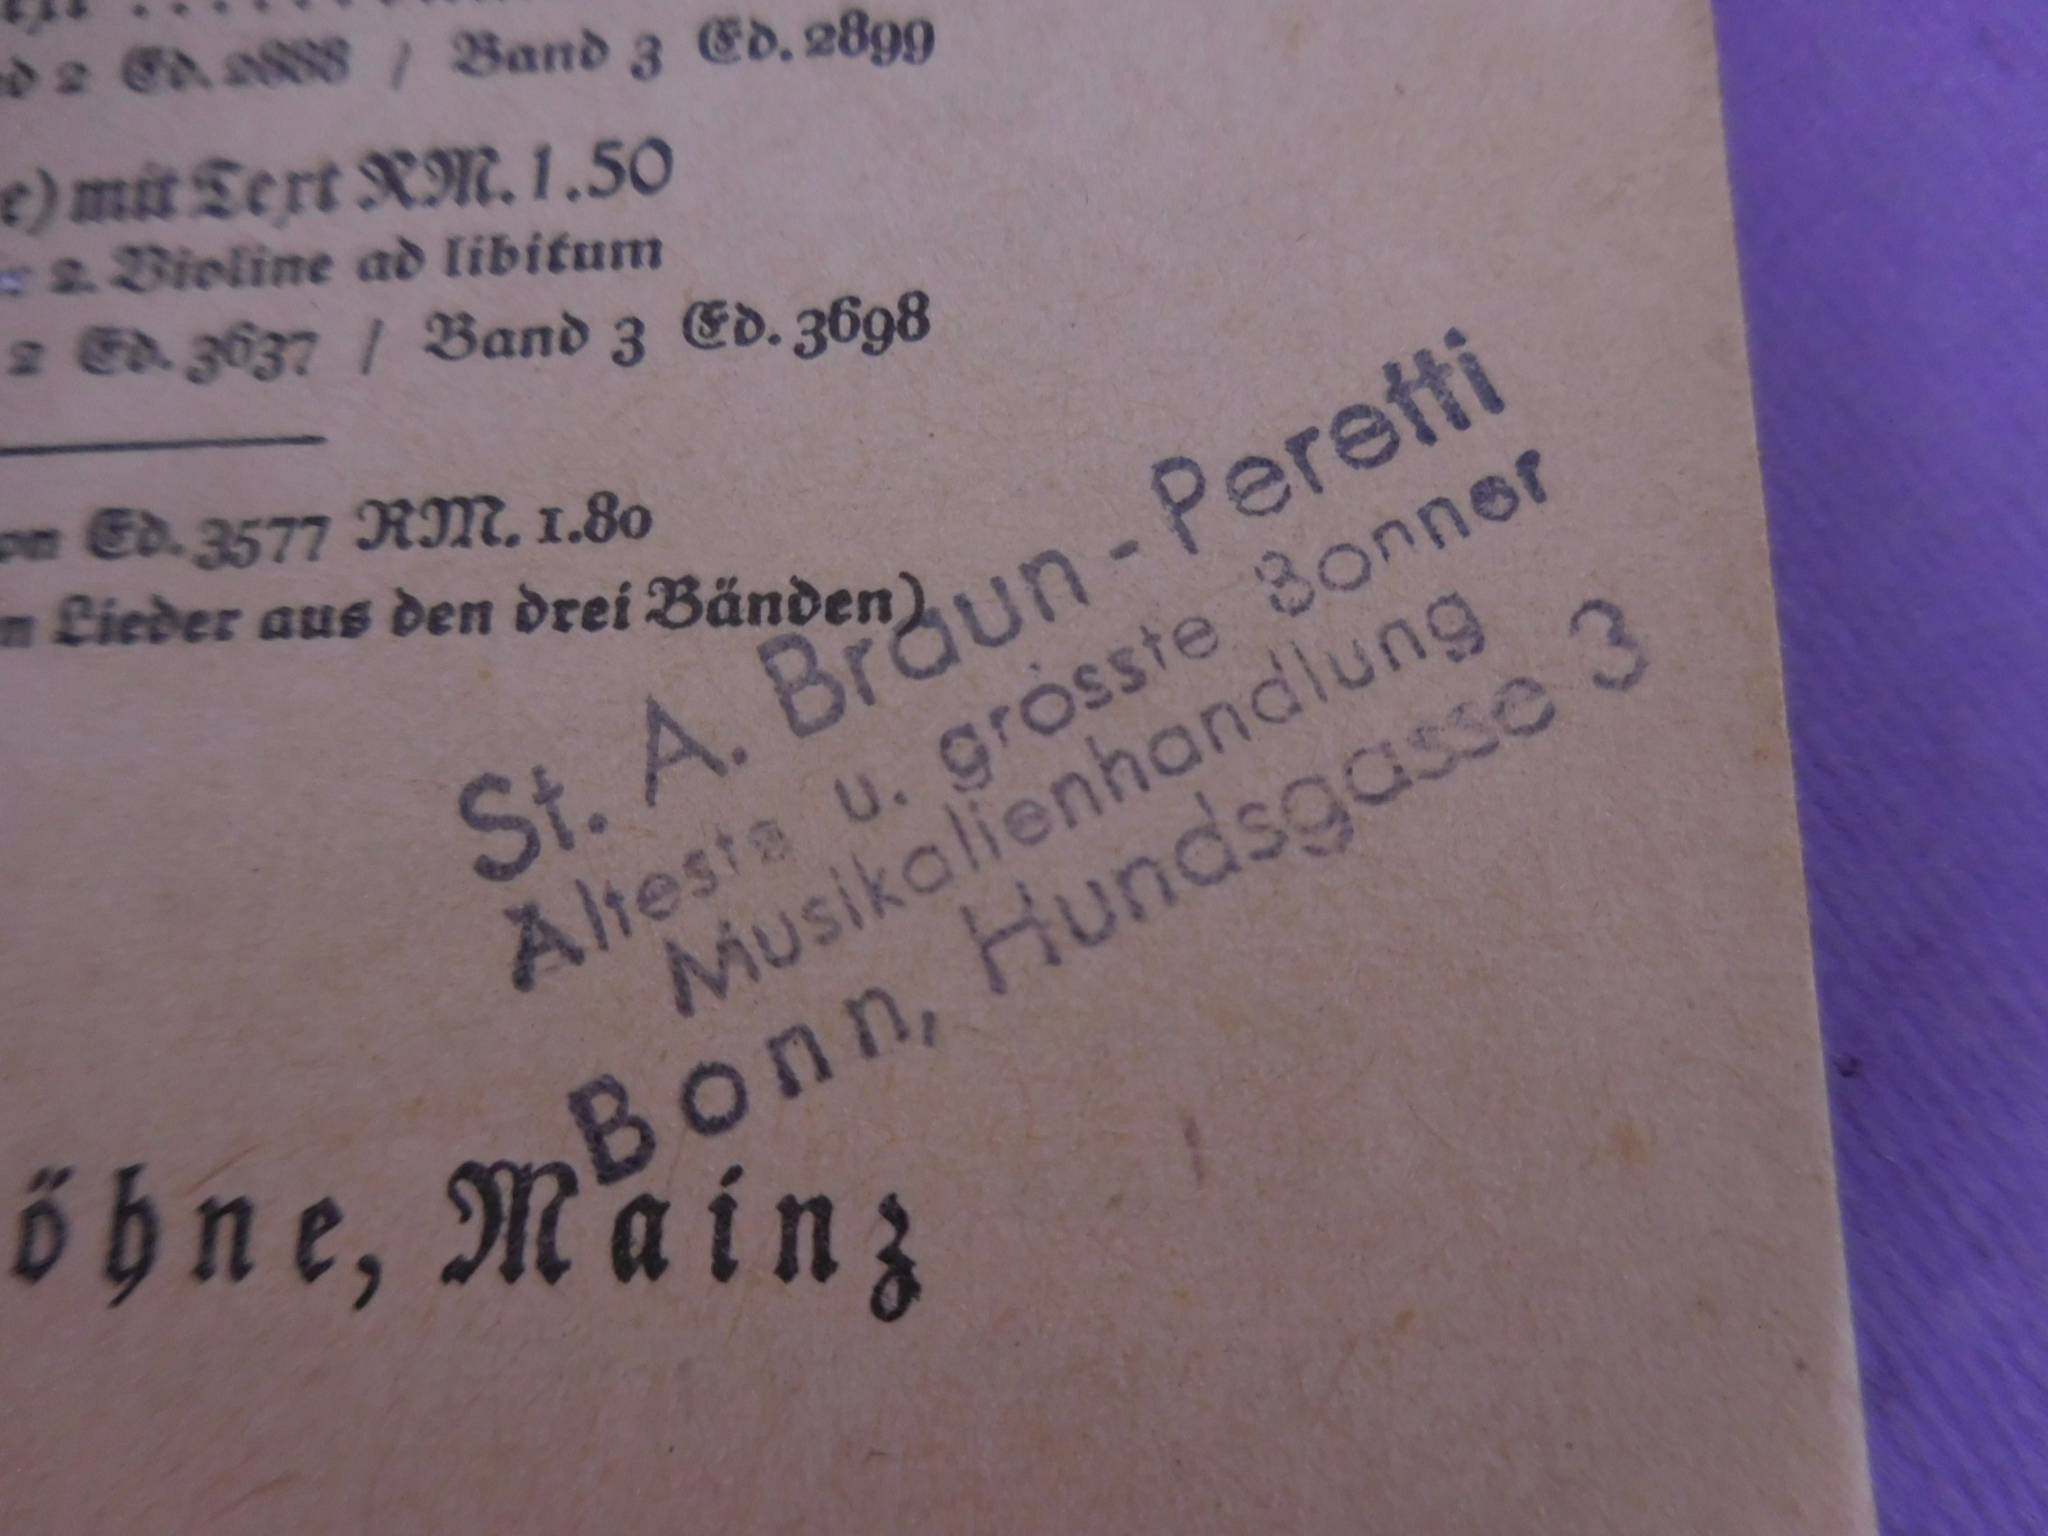 Band 3 Ed. 2899
2 Ed. 2888 / 
e) mit Text RM. 1.50
2. Violine ad libitum
2 Ed. 3637 / Band 3 Ed. 3698
Ed. 3577 RM. 1.80
Lieder aus den drei Bänden)
St. A. Braun-Peretti
Älteste u. grösste Bonner
Musikalienhandlung
Bonn, Hundsgasse 3
öhne, Mainz